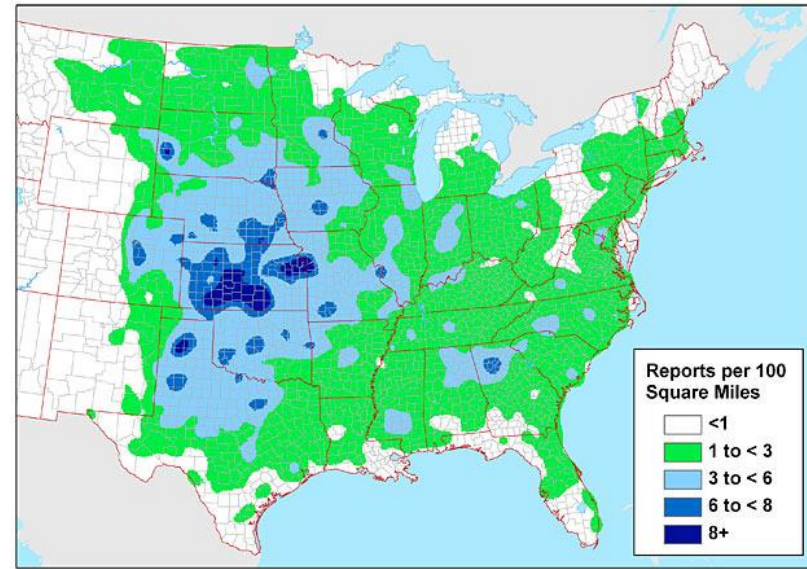 Reports per 100
Square Miles
<1
1 to < 3
3 to < 6
6 to < 8
8+